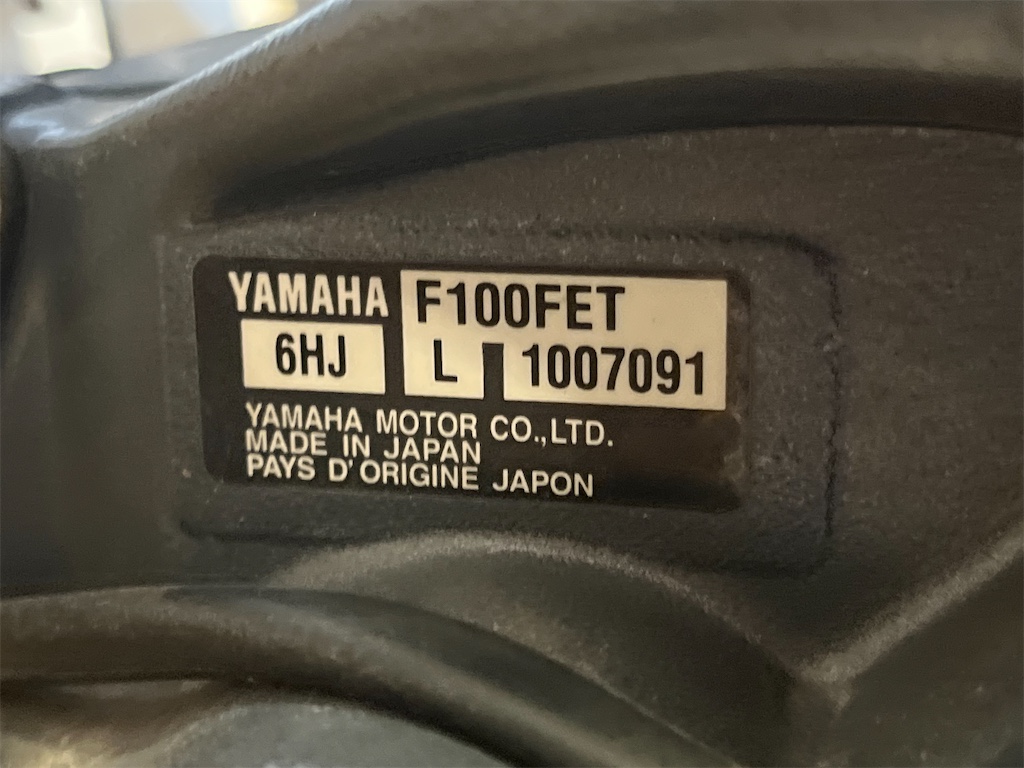 YAMAHA F100FET
6HJ L 1007091
YAMAHA MOTOR CO.,LTD.
MADE IN JAPAN
PAYS D'ORIGINE JAPON